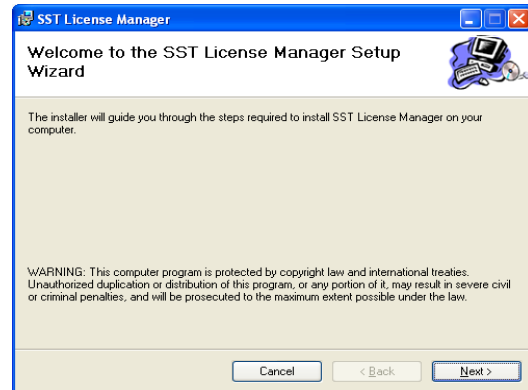 SST License Manager
Welcome to the SST License Manager Setup
Wizard
The installer will guide you through the steps required to install SST License Manager on your
computer.
WARNING: This computer program is protected by copyright law and international treaties.
Unauthorized duplication or distribution of this program, or any portion of it, may result in severe civil
or criminal penalties, and will be prosecuted to the maximum extent possible under the law.
Cancel
< Back
Next >